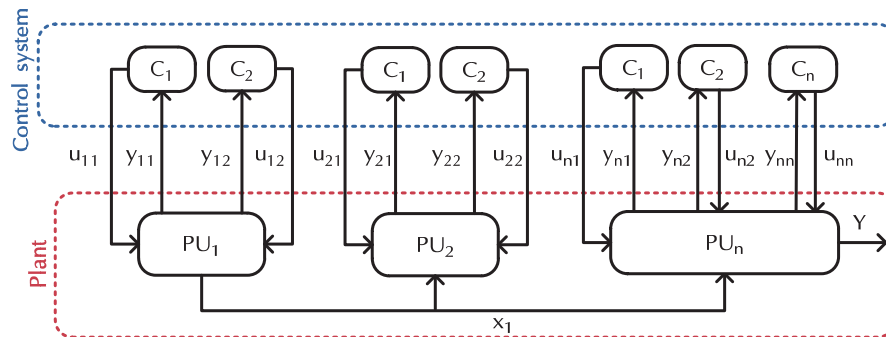 Control system
C1 C2 C1 C2 C1 C2 Cn
u11 y11 y12 u12 u21 y21 y22 u22 un1 yn1 yn2 un2 ynn unn
Plant
PU1 PU2 PUn Y
x1